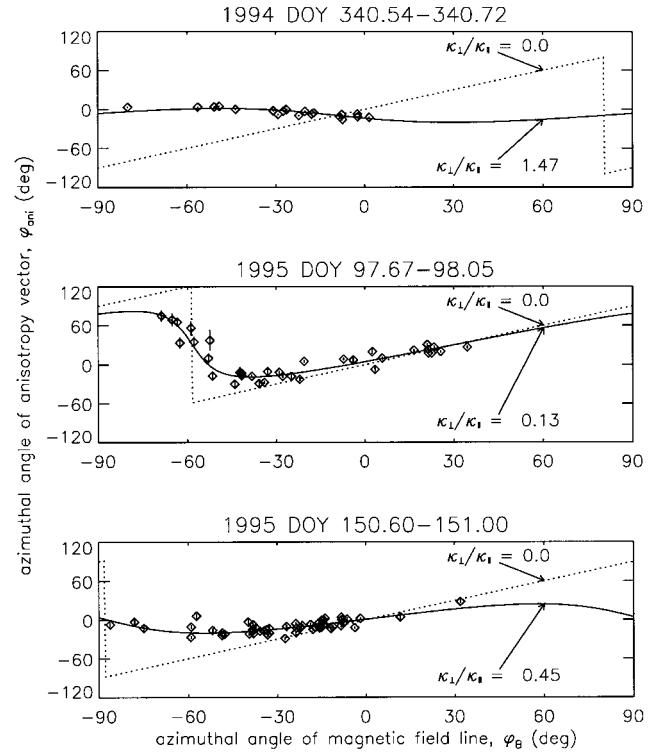 1994 DOY 340.54−340.72
120
60
0
−60
−120
κ⊥/κ∥ = 0.0
κ⊥/κ∥ = 1.47
−90 −60 −30 0 30 60 90
azimuthal angle of anisotropy vector, φani (deg)
1995 DOY 97.67−98.05
120
60
0
−60
−120
κ⊥/κ∥ = 0.0
κ⊥/κ∥ = 0.13
−90 −60 −30 0 30 60 90
1995 DOY 150.60−151.00
120
60
0
−60
−120
κ⊥/κ∥ = 0.0
κ⊥/κ∥ = 0.45
−90 −60 −30 0 30 60 90
azimuthal angle of magnetic field line, φB (deg)